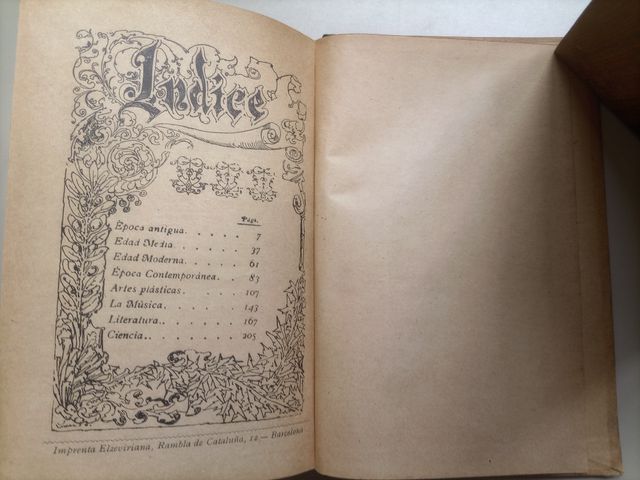 Indice
Págs.
Época antigua. . . . . 7
Edad Media . . . . . 37
Edad Moderna. . . . . 61
Época Contemporánea. . . 83
Artes plásticas. . . . . 107
La Música. . . . . . 143
Literatura. . . . . . . 167
Ciencia. . . . . . . . 205
Imprenta Elzeviriana, Rambla de Cataluña, 12 — Barcelona